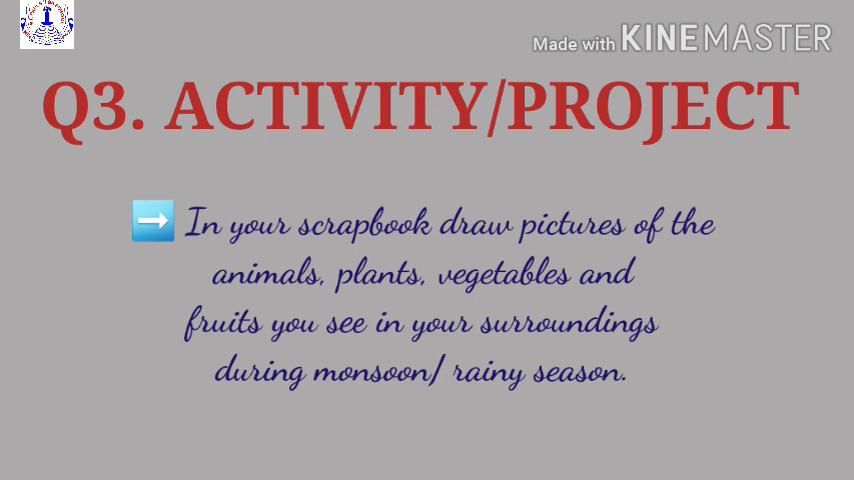 Made with KINEMASTER
Q3. ACTIVITY/PROJECT
➡ In your scrapbook draw pictures of the
animals, plants, vegetables and
fruits you see in your surroundings
during monsoon/ rainy season.